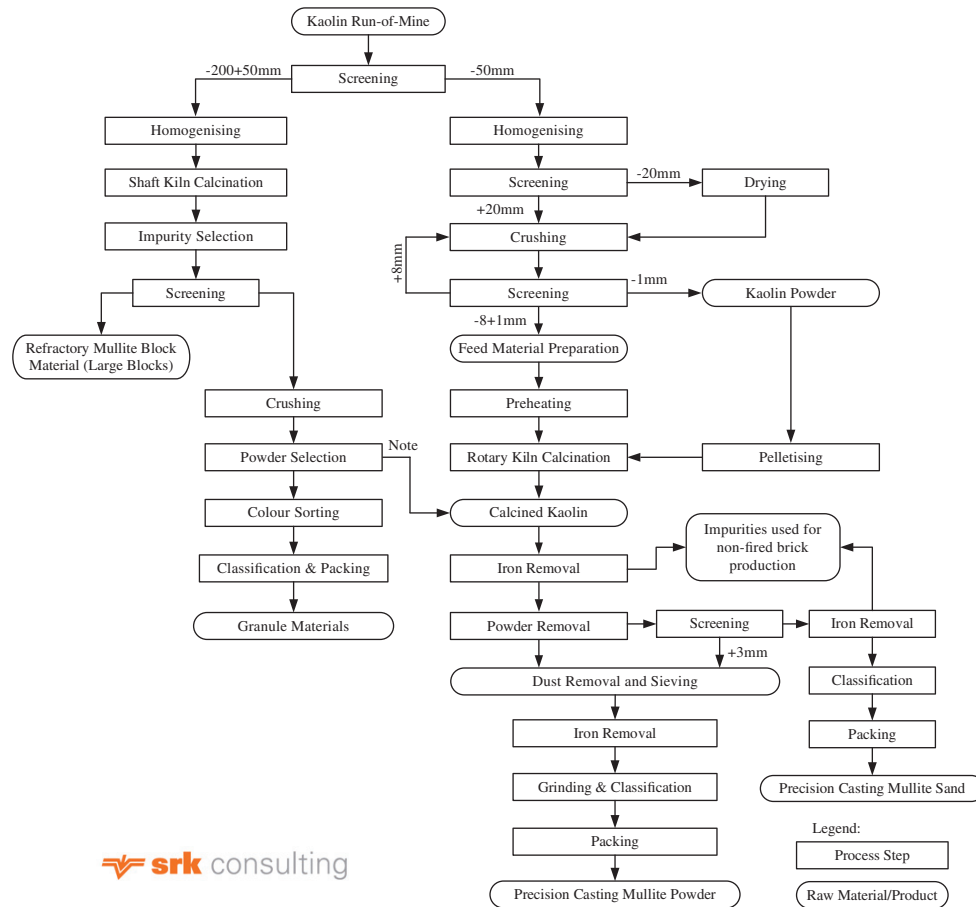 Kaolin Run-of-Mine
-200+50mm
Screening
-50mm
Homogenising
Homogenising
Shaft Kiln Calcination
Screening
-20mm
Drying
+20mm
Impurity Selection
Crushing
+8mm
Screening
Screening
-1mm
Kaolin Powder
-8+1mm
Refractory Mullite Block
Material (Large Blocks)
Feed Material Preparation
Crushing
Preheating
Note
Powder Selection
Rotary Kiln Calcination
Pelletising
Colour Sorting
Calcined Kaolin
Impurities used for
non-fired brick
production
Classification & Packing
Iron Removal
Granule Materials
Powder Removal
Screening
Iron Removal
+3mm
Dust Removal and Sieving
Classification
Iron Removal
Packing
Grinding & Classification
Precision Casting Mullite Sand
Packing
Legend:
Process Step
srk consulting
Precision Casting Mullite Powder
Raw Material/Product